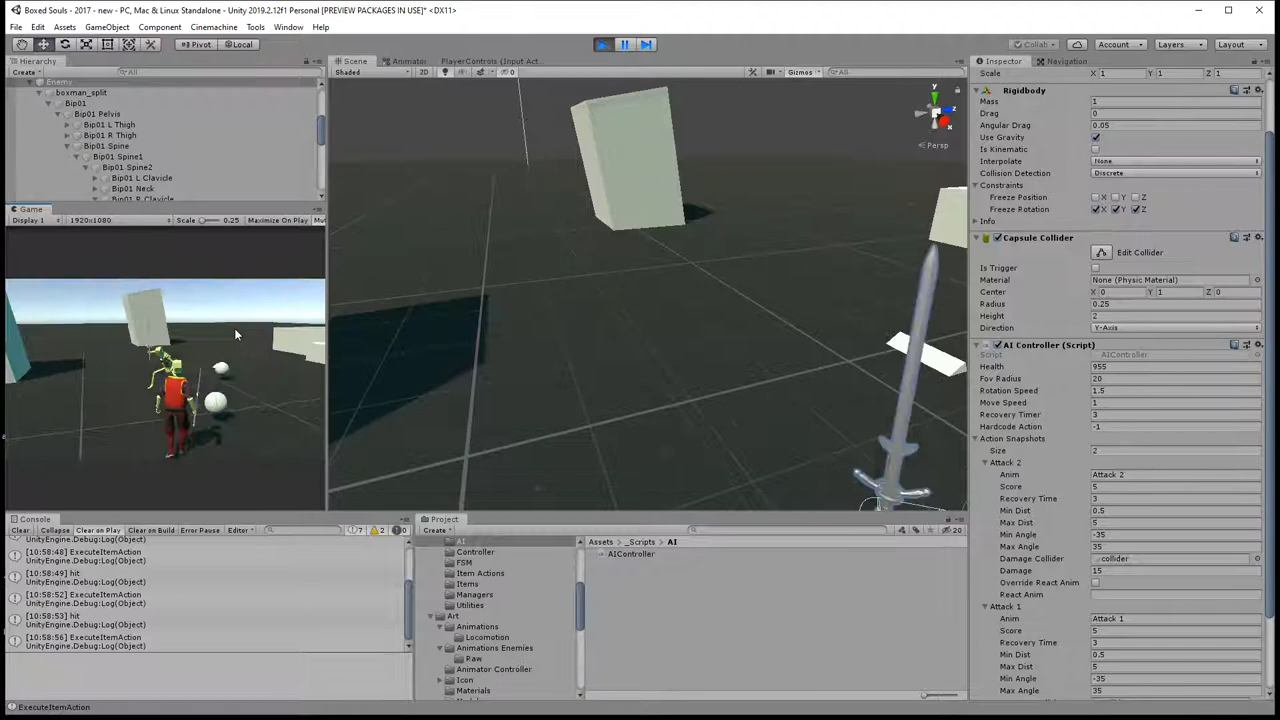 Boxed Souls - 2017 - new - PC, Mac & Linux Standalone - Unity 2019.2.12f1 Personal [PREVIEW PACKAGES IN USE]* <DX11>
File Edit Assets GameObject Component Cinemachine Tools Window Help
Pivot Local Collab Account Layers Layout
Hierarchy
Create All
Enemy
boxman_split
Bip01
Bip01 Pelvis
Bip01 L Thigh
Bip01 R Thigh
Bip01 Spine
Bip01 Spine1
Bip01 Spine2
Bip01 L Clavicle
Bip01 Neck
Bip01 R Clavicle
Game
Display 1 1920x1080 Scale 0.25 Maximize On Play Mut
Scene Animator PlayerControls (Input Act...
Shaded 2D 0 Gizmos All
y
z
x
Persp
Console
Clear Collapse Clear on Play Clear on Build Error Pause Editor 7 2 0
UnityEngine.Debug:Log(Object)
[10:58:48] ExecuteItemAction
UnityEngine.Debug:Log(Object)
[10:58:49] hit
UnityEngine.Debug:Log(Object)
[10:58:52] ExecuteItemAction
UnityEngine.Debug:Log(Object)
[10:58:53] hit
UnityEngine.Debug:Log(Object)
[10:58:56] ExecuteItemAction
UnityEngine.Debug:Log(Object)
ExecuteItemAction
Project
Create 20
AI
Controller
FSM
Item Actions
Items
Managers
Utilities
Art
Animations
Locomotion
Animations Enemies
Raw
Animator Controller
Icon
Materials
Assets _Scripts AI
AIController
Inspector Navigation
Scale X 1 Y 1 Z 1
Rigidbody
Mass 1
Drag 0
Angular Drag 0.05
Use Gravity
Is Kinematic
Interpolate None
Collision Detection Discrete
Constraints
Freeze Position X Y Z
Freeze Rotation X Y Z
Info
Capsule Collider
Edit Collider
Is Trigger
Material None (Physic Material)
Center X 0 Y 1 Z 0
Radius 0.25
Height 2
Direction Y-Axis
AI Controller (Script)
Script AIController
Health 955
Fov Radius 20
Rotation Speed 1.5
Move Speed 1
Recovery Timer 3
Hardcode Action -1
Action Snapshots
Size 2
Attack 2
Anim Attack 2
Score 5
Recovery Time 3
Min Dist 0.5
Max Dist 5
Min Angle -35
Max Angle 35
Damage Collider collider
Damage 15
Override React Anim
React Anim
Attack 1
Anim Attack 1
Score 5
Recovery Time 3
Min Dist 0.5
Max Dist 5
Min Angle -35
Max Angle 35